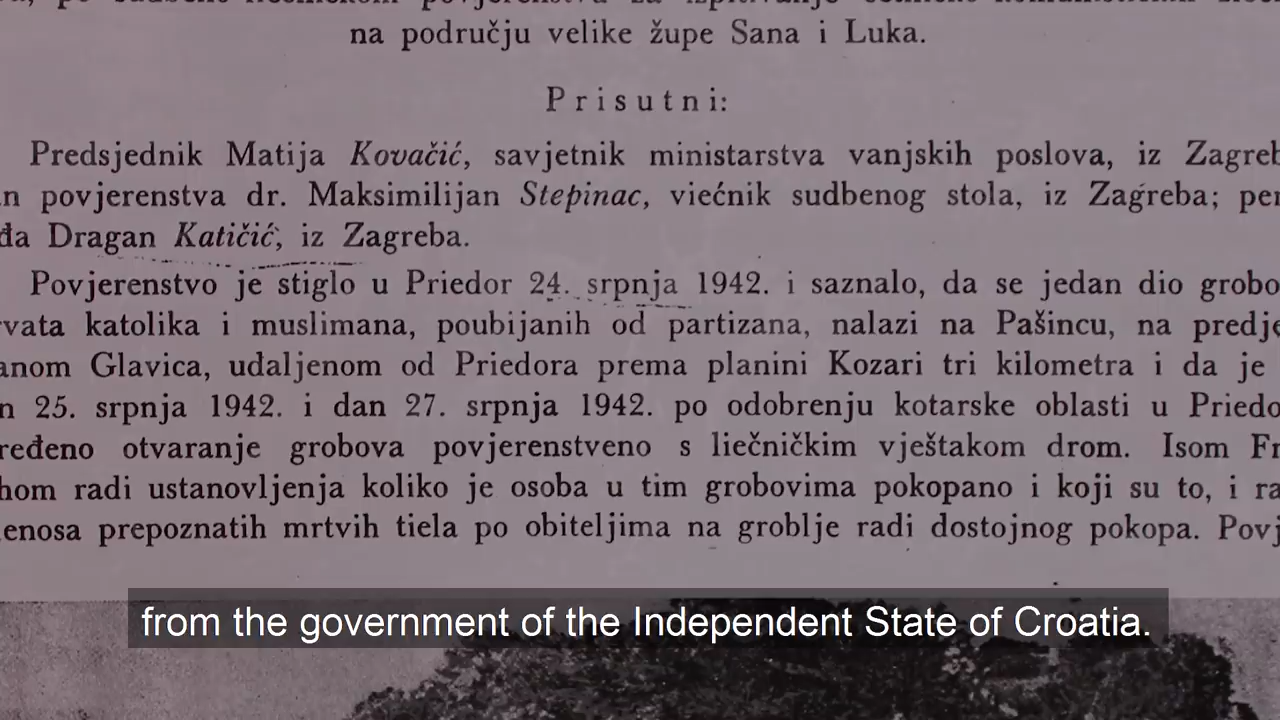 na području velike župe Sana i Luka.
Prisutni:
Predsjednik Matija Kovačić, savjetnik ministarstva vanjskih poslova, iz Zagreb
n povjerenstva dr. Maksimilijan Stepinac, viećnik sudbenog stola, iz Zagreba; per
đa Dragan Katičić, iz Zagreba.
Povjerenstvo je stiglo u Priedor 24. srpnja 1942. i saznalo, da se jedan dio grobo
rvata katolika i muslimana, poubijanih od partizana, nalazi na Pašincu, na predje
anom Glavica, udaljenom od Priedora prema planini Kozari tri kilometra i da je
n 25. srpnja 1942. i dan 27. srpnja 1942. po odobrenju kotarske oblasti u Priedo
ređeno otvaranje grobova povjerenstveno s liečničkim vještakom drom. Isom Fr
hom radi ustanovljenja koliko je osoba u tim grobovima pokopano i koji su to, i ra
enosa prepoznatih mrtvih tiela po obiteljima na groblje radi dostojnog pokopa. Povj
from the government of the Independent State of Croatia.